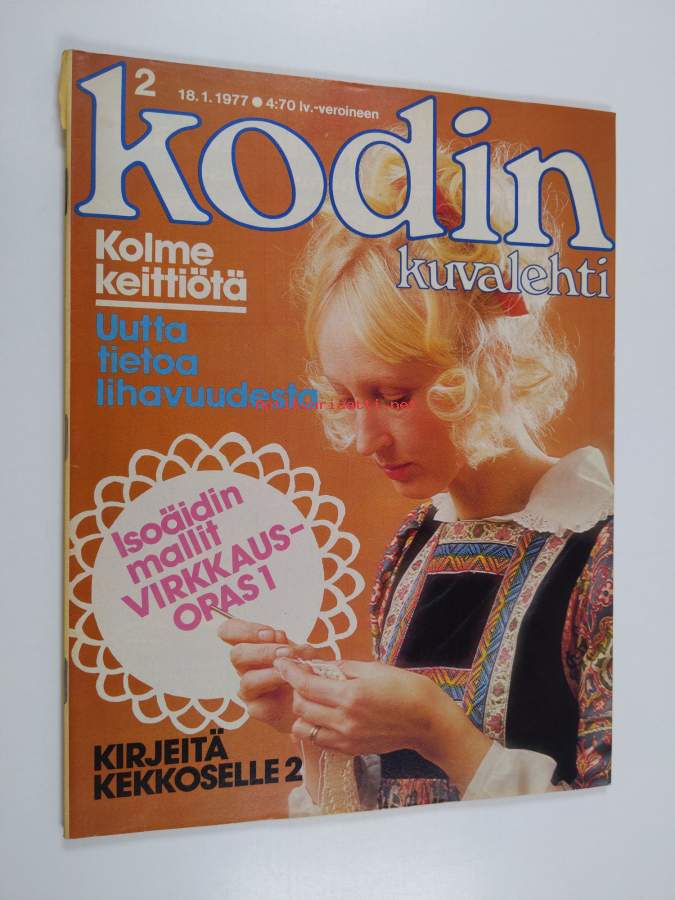 2
18.1.1977 ● 4:70 lv.-veroineen
kodin
kuvalehti
Kolme
keittiötä
Uutta
tietoa
lihavuudesta
Isoäidin
mallit
VIRKKAUS-
OPAS 1
KIRJEITÄ
KEKKOSELLE 2